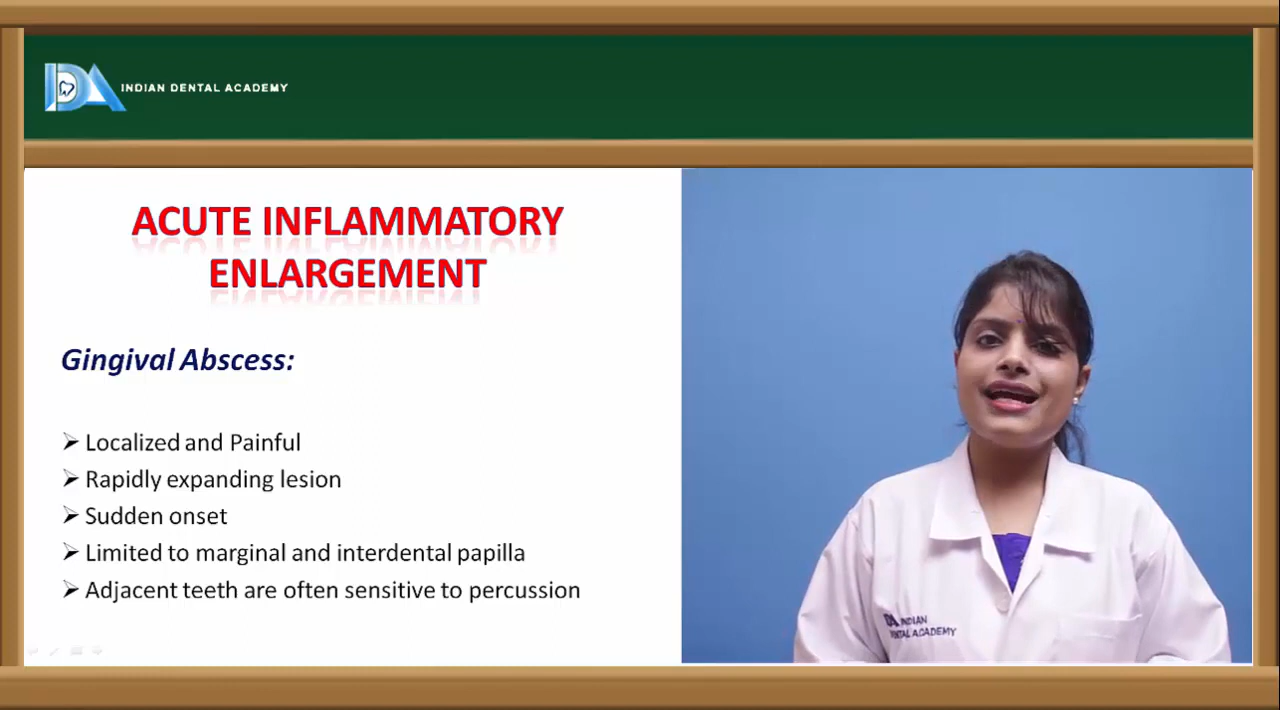 INDIAN DENTAL ACADEMY
ACUTE INFLAMMATORY
ENLARGEMENT
Gingival Abscess:
Localized and Painful
Rapidly expanding lesion
Sudden onset
Limited to marginal and interdental papilla
Adjacent teeth are often sensitive to percussion
INDIAN
DENTAL ACADEMY